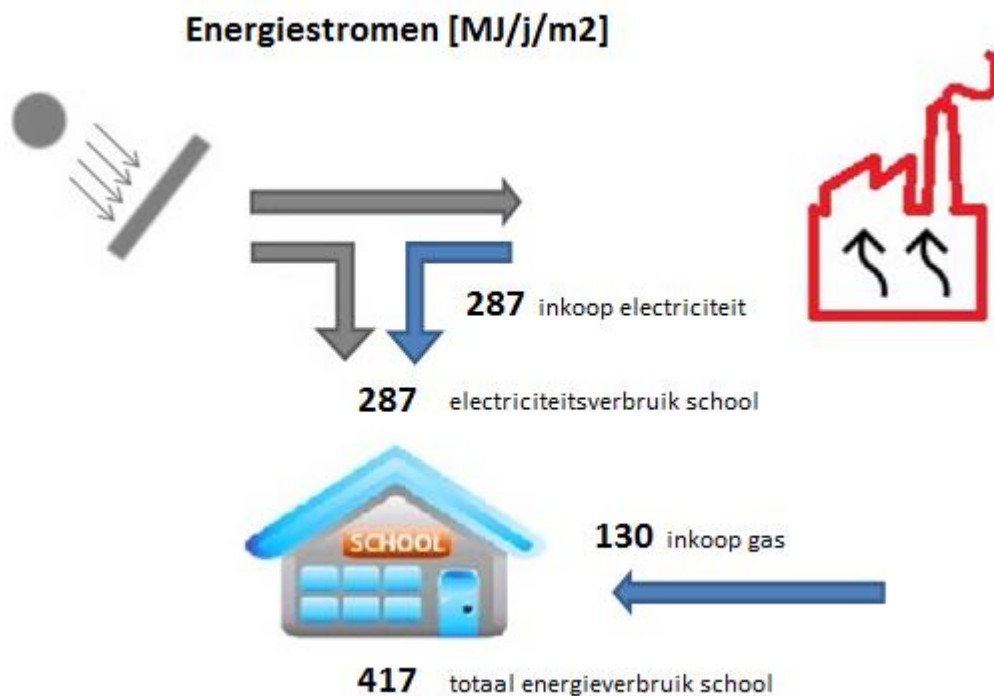 Energiestromen [MJ/j/m2]
287 inkoop electriciteit
287 electriciteitsverbruik school
SCHOOL
130 inkoop gas
417 totaal energieverbruik school